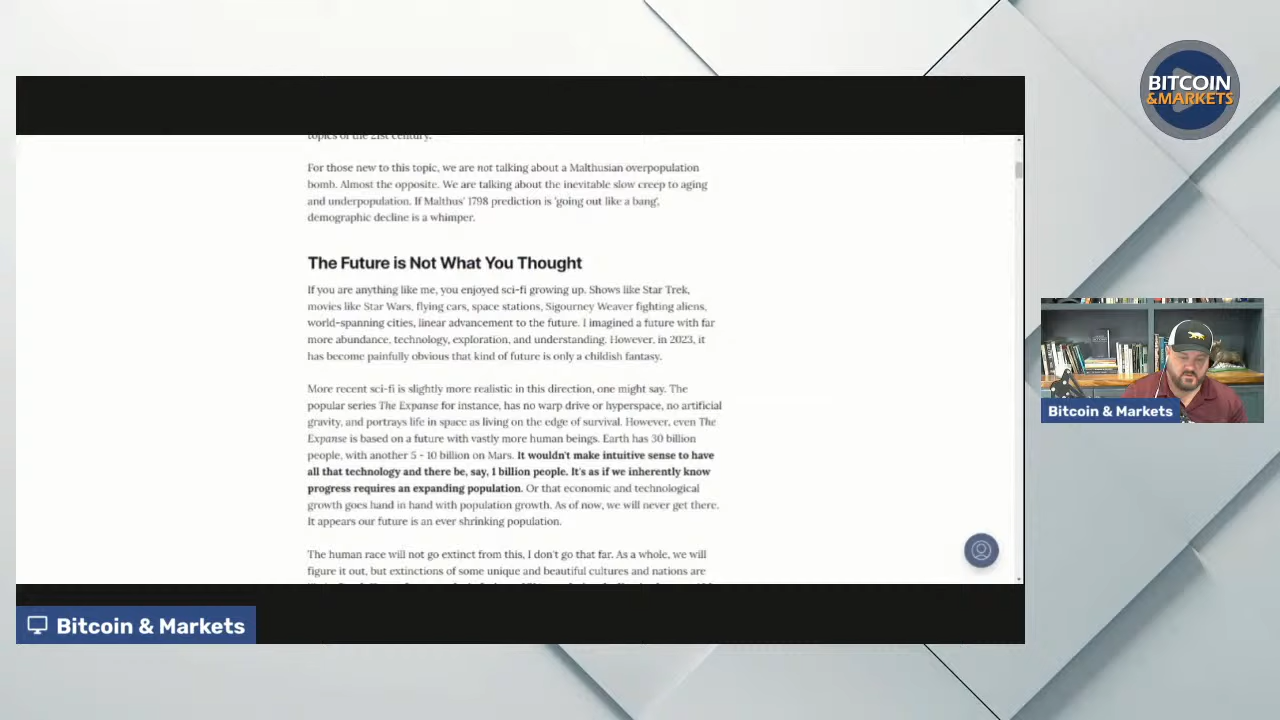 BITCOIN
&MARKETS
topics of the 21st century.
For those new to this topic, we are not talking about a Malthusian overpopulation
bomb. Almost the opposite. We are talking about the inevitable slow creep to aging
and underpopulation. If Malthus' 1798 prediction is 'going out like a bang',
demographic decline is a whimper.
The Future is Not What You Thought
If you are anything like me, you enjoyed sci-fi growing up. Shows like Star Trek,
movies like Star Wars, flying cars, space stations, Sigourney Weaver fighting aliens,
world-spanning cities, linear advancement to the future. I imagined a future with far
more abundance, technology, exploration, and understanding. However, in 2023, it
has become painfully obvious that kind of future is only a childish fantasy.
More recent sci-fi is slightly more realistic in this direction, one might say. The
popular series The Expanse for instance, has no warp drive or hyperspace, no artificial
gravity, and portrays life in space as living on the edge of survival. However, even The
Expanse is based on a future with vastly more human beings. Earth has 30 billion
people, with another 5 - 10 billion on Mars. It wouldn't make intuitive sense to have
all that technology and there be, say, 1 billion people. It's as if we inherently know
progress requires an expanding population. Or that economic and technological
growth goes hand in hand with population growth. As of now, we will never get there.
It appears our future is an ever shrinking population.
The human race will not go extinct from this, I don't go that far. As a whole, we will
figure it out, but extinctions of some unique and beautiful cultures and nations are
Bitcoin & Markets
Bitcoin & Markets